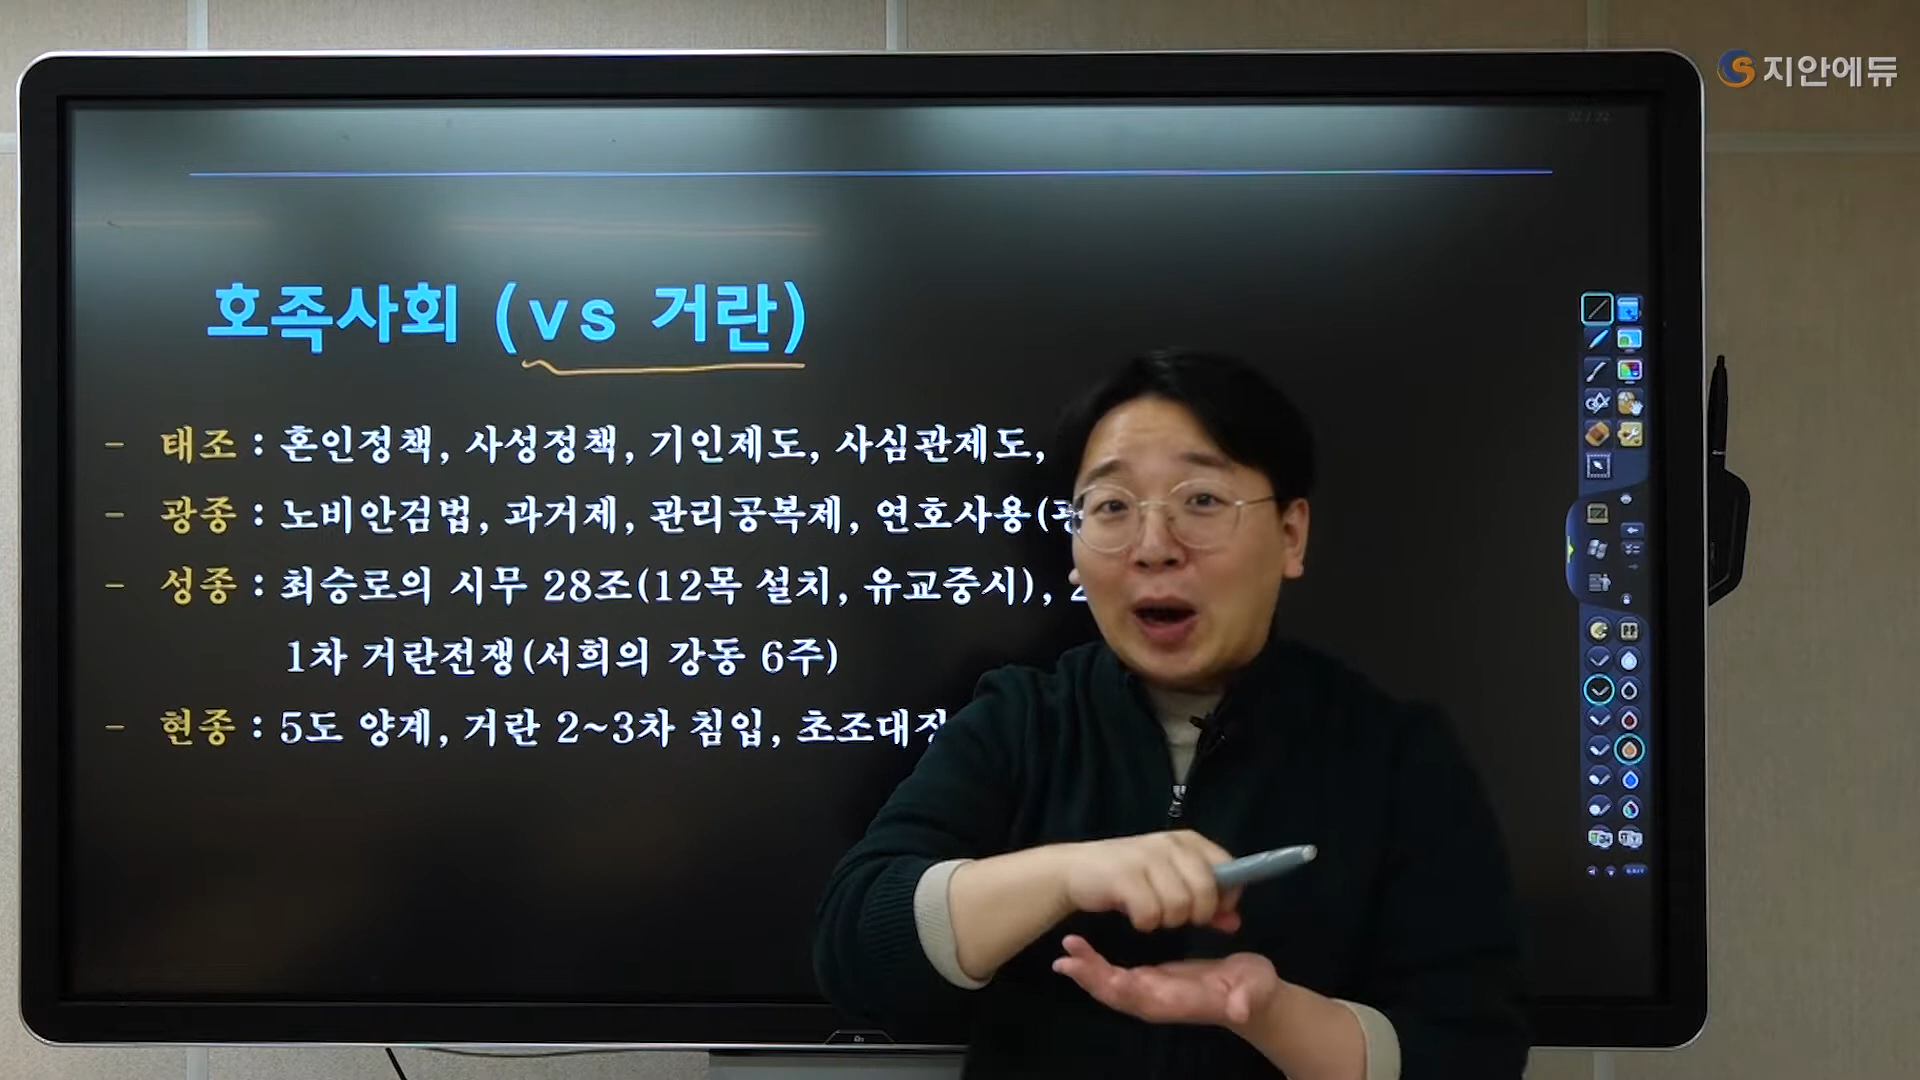 지안에듀
호족사회 (vs 거란)
- 태조 : 혼인정책, 사성정책, 기인제도, 사심관제도,
- 광종 : 노비안검법, 과거제, 관리공복제, 연호사용(
- 성종 : 최승로의 시무 28조(12목 설치, 유교중시),
1차 거란전쟁(서희의 강동 6주)
- 현종 : 5도 양계, 거란 2~3차 침입, 초조대장